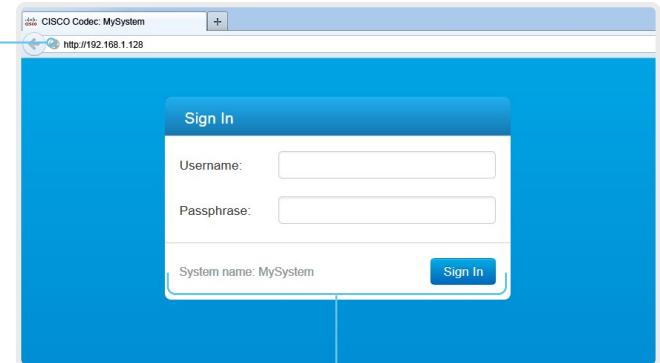 CISCO Codec: MySystem
http://192.168.1.128
Sign In
Username:
Passphrase:
System name: MySystem
Sign In